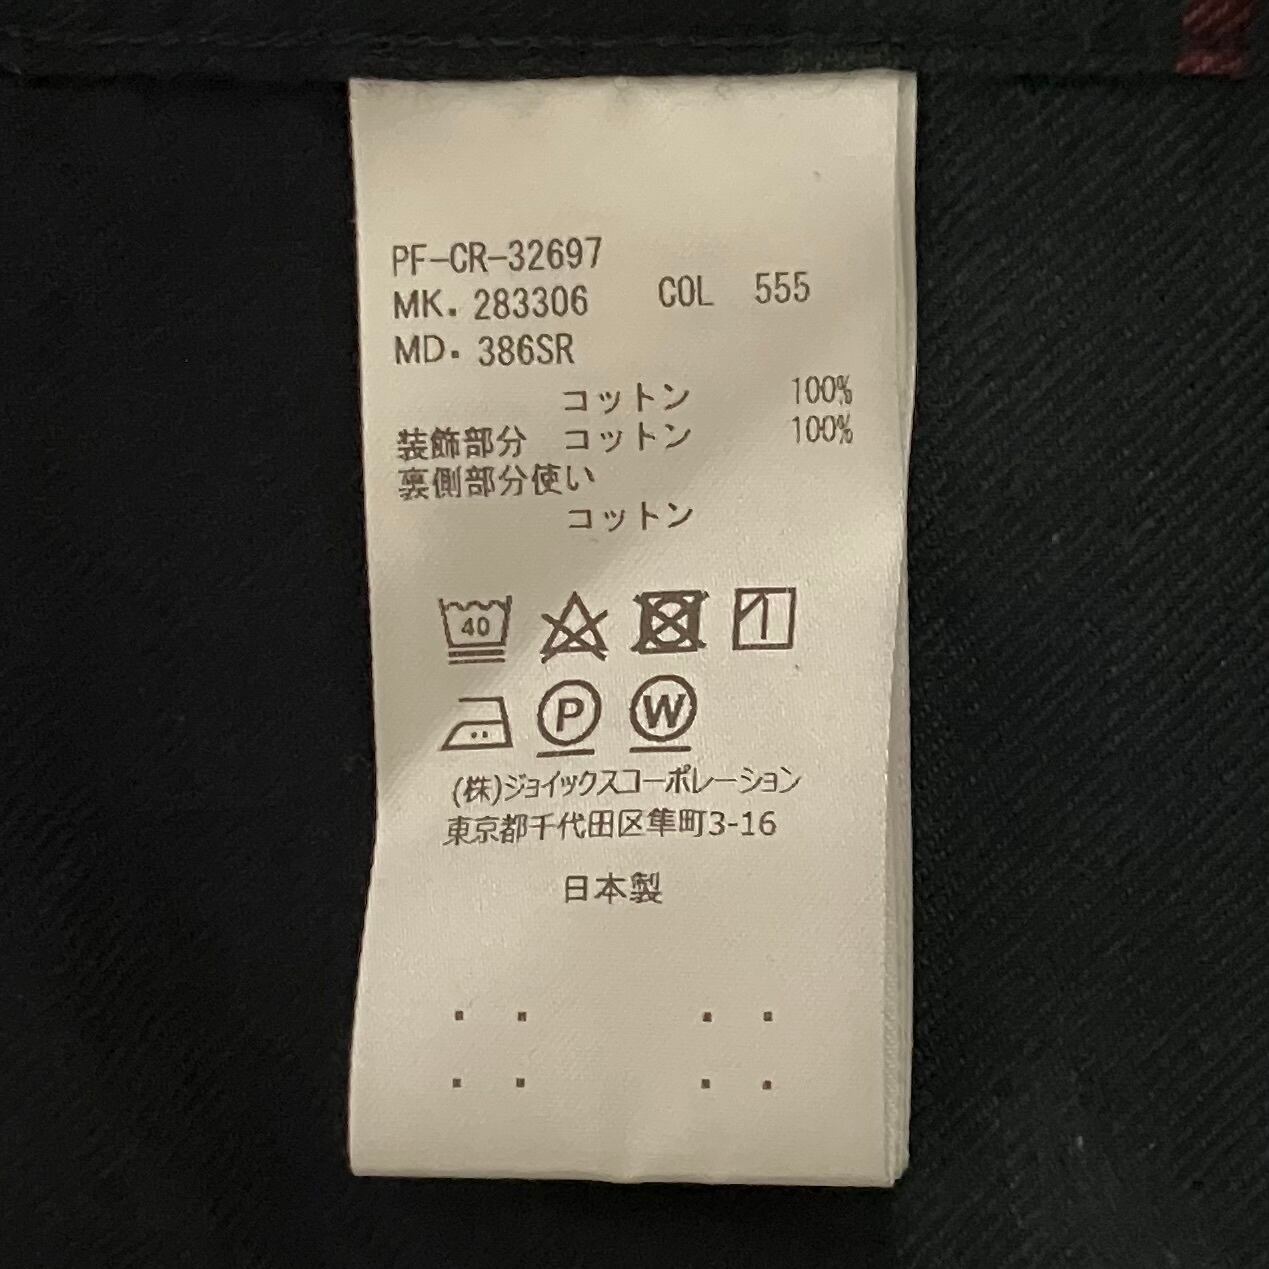 PF-CR-32697
MK. 283306 COL 555
MD. 386SR
コットン 100%
装飾部分 コットン 100%
裏側部分使い
コットン
40
P W
(株)ジョイックスコーポレーション
東京都千代田区隼町3-16
日本製